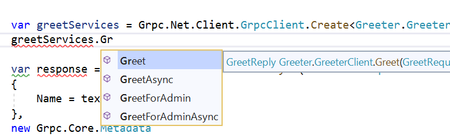 var greetServices = Grpc.Net.Client.GrpcClient.Create<Greeter.Greeter
greetServices.Gr
Greet
GreetReply Greeter.GreeterClient.Greet(GreetRequ
var response =
GreetAsync
{
GreetForAdmin
Name = tex
GreetForAdminAsync
},
new Grpc.Core.Metadata